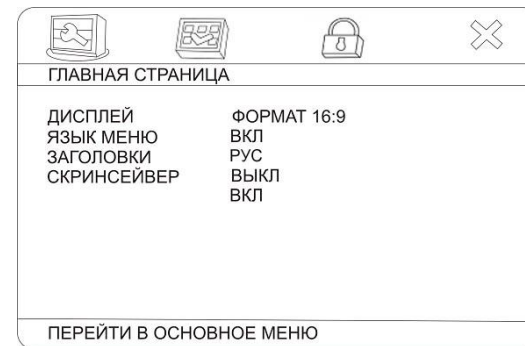 ГЛАВНАЯ СТРАНИЦА
ДИСПЛЕЙ ФОРМАТ 16:9
ЯЗЫК МЕНЮ ВКЛ
ЗАГОЛОВКИ РУС
СКРИНСЕЙВЕР ВЫКЛ
ВКЛ
ПЕРЕЙТИ В ОСНОВНОЕ МЕНЮ